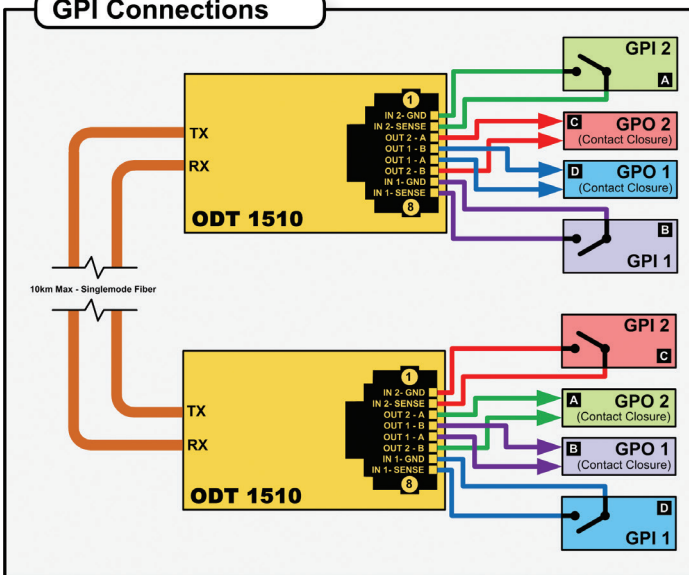 GPI Connections
TX
RX
ODT 1510
1
IN 2- GND
IN 2- SENSE
OUT 2 - A
OUT 1 - B
OUT 1 - A
OUT 2 - B
IN 1- GND
IN 1- SENSE
8
GPI 2
A
C GPO 2
(Contact Closure)
D GPO 1
(Contact Closure)
B
GPI 1
10km Max - Singlemode Fiber
TX
RX
ODT 1510
1
IN 2- GND
IN 2- SENSE
OUT 2 - A
OUT 1 - B
OUT 1 - A
OUT 2 - B
IN 1- GND
IN 1- SENSE
8
GPI 2
C
A GPO 2
(Contact Closure)
B GPO 1
(Contact Closure)
D
GPI 1